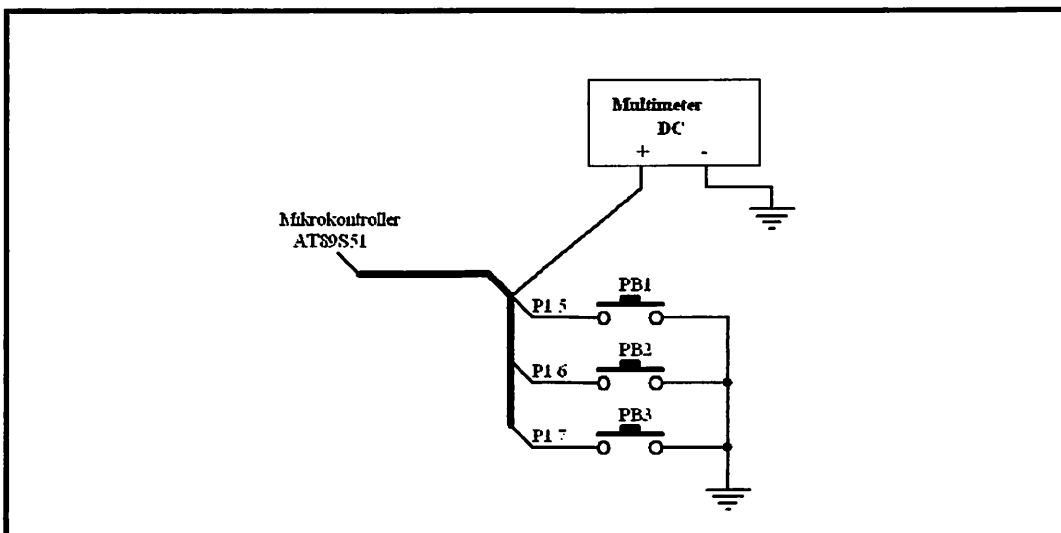 Multimeter
DC
+ -
Mikrokontroller
AT89S51
PB1
P1.5
PB2
P1.6
PB3
P1.7